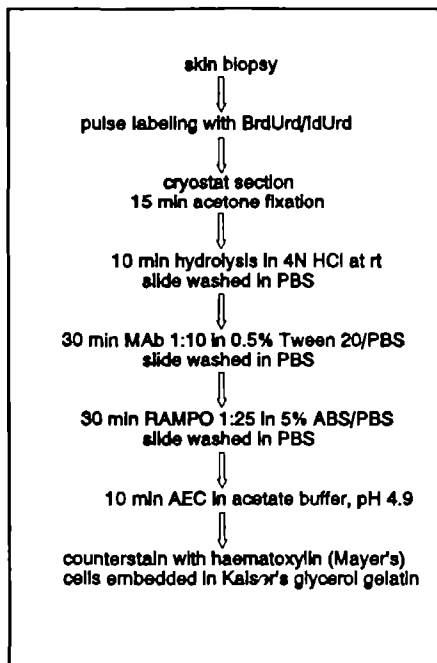 skin biopsy
pulse labeling with BrdUrd/IdUrd
cryostat section
15 min acetone fixation
10 min hydrolysis in 4N HCl at rt
slide washed in PBS
30 min MAb 1:10 in 0.5% Tween 20/PBS
slide washed in PBS
30 min RAMPO 1:25 in 5% ABS/PBS
slide washed in PBS
10 min AEC in acetate buffer, pH 4.9
counterstain with haematoxylin (Mayer's)
cells embedded in Kaiser's glycerol gelatin